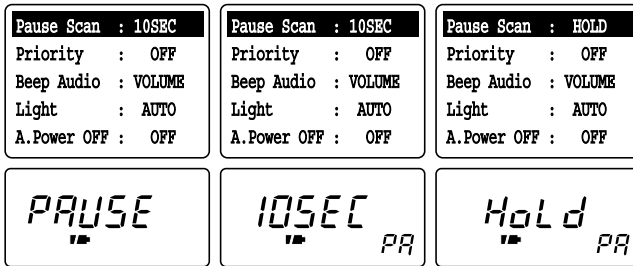 Pause Scan : 10SEC
Priority : OFF
Beep Audio : VOLUME
Light : AUTO
A.Power OFF : OFF
Pause Scan : 10SEC
Priority : OFF
Beep Audio : VOLUME
Light : AUTO
A.Power OFF : OFF
Pause Scan : HOLD
Priority : OFF
Beep Audio : VOLUME
Light : AUTO
A.Power OFF : OFF
PAUSE
10SEC
PA
HoLd
PA